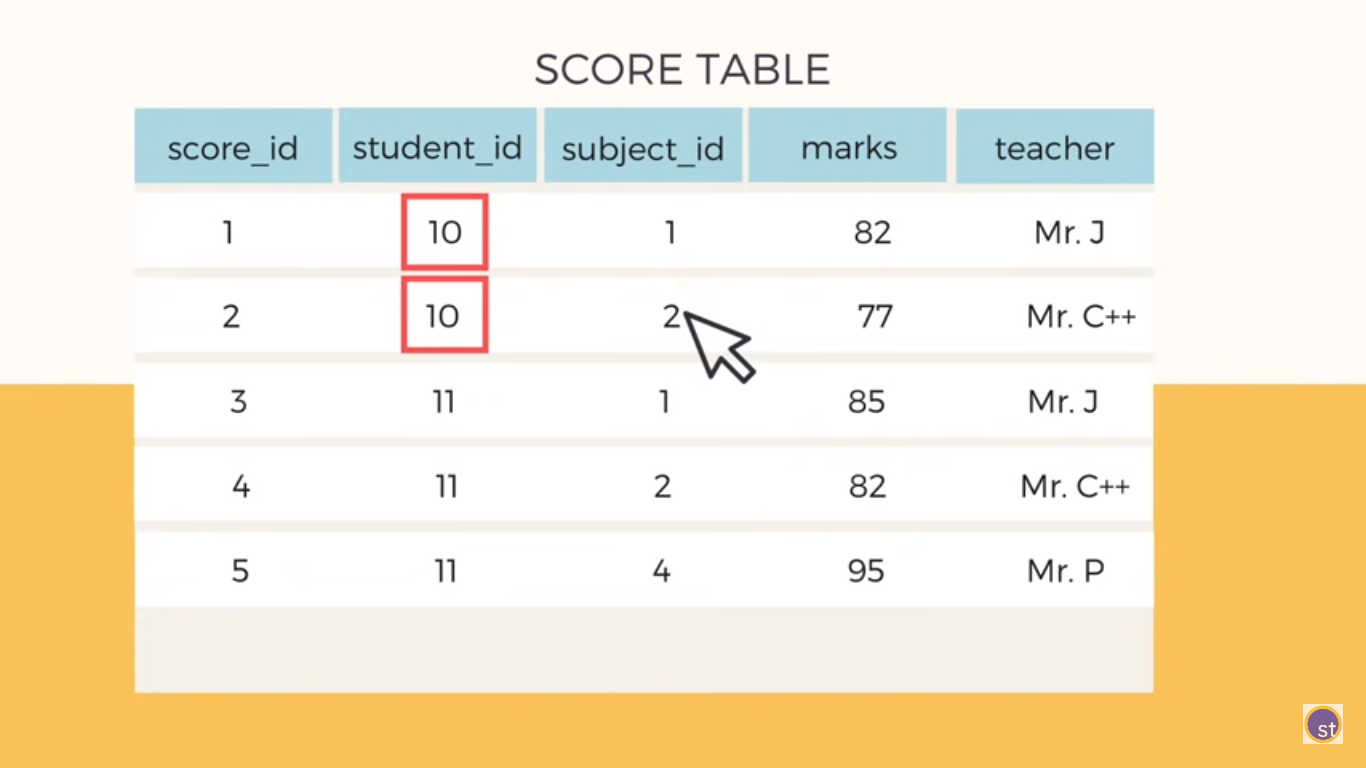 SCORE TABLE
score_id student_id subject_id marks teacher
1 10 1 82 Mr. J
2 10 2 77 Mr. C++
3 11 1 85 Mr. J
4 11 2 82 Mr. C++
5 11 4 95 Mr. P
st